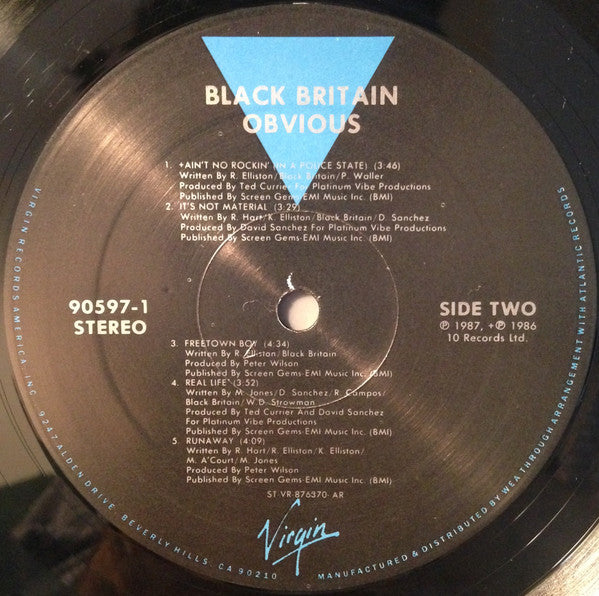 BLACK BRITAIN
OBVIOUS
1. +AIN'T NO ROCKIN' (IN A POLICE STATE) (3:46)
Written By R. Elliston/Black Britain/P. Waller
Produced By Ted Currier For Platinum Vibe Productions
Published By Screen Gems-EMI Music Inc. (BMI)
2. IT'S NOT MATERIAL (3:29)
Written By R. Hart/K. Elliston/Black Britain/D. Sanchez
Produced By David Sanchez For Platinum Vibe Productions
Published By Screen Gems-EMI Music Inc. (BMI)
90597-1
STEREO
SIDE TWO
℗ 1987, +℗ 1986
10 Records Ltd.
3. FREETOWN BOY (4:34)
Written By R. Elliston/Black Britain
Produced By Peter Wilson
Published By Screen Gems-EMI Music Inc. (BMI)
4. REAL LIFE (3:52)
Written By M. Jones/D. Sanchez/R. Campos/
Black Britain/W.D. Strowman
Produced By Ted Currier And David Sanchez
For Platinum Vibe Productions
Published By Screen Gems-EMI Music Inc. (BMI)
5. RUNAWAY (4:09)
Written By R. Hart/R. Elliston/K. Elliston/
M. A'Court/M. Jones
Produced By Peter Wilson
Published By Screen Gems-EMI Music Inc. (BMI)
ST VR-876370-AR
Virgin
VIRGIN RECORDS AMERICA, INC. 9247 ALDEN DRIVE, BEVERLY HILLS, CA 90210
MANUFACTURED & DISTRIBUTED BY WEA THROUGH ARRANGEMENT WITH ATLANTIC RECORDS